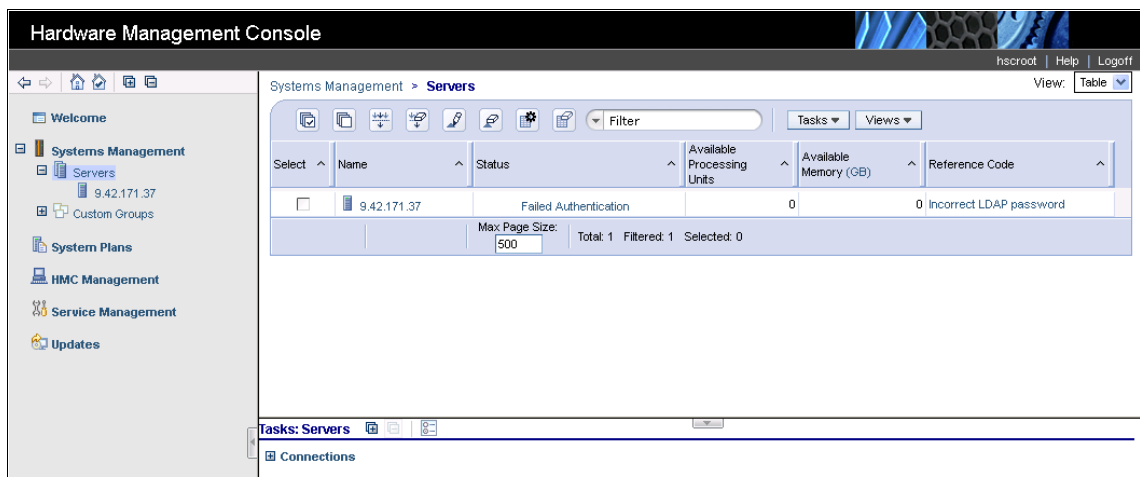 Hardware Management Console
hscroot | Help | Logoff
Systems Management > Servers
View: Table
Welcome
Systems Management
Servers
9.42.171.37
Custom Groups
System Plans
HMC Management
Service Management
Updates
Filter
Tasks
Views
Select ^ Name ^ Status ^ Available Processing Units ^ Available Memory (GB) ^ Reference Code ^
9.42.171.37 Failed Authentication 0 0 Incorrect LDAP password
Max Page Size:
500
Total: 1 Filtered: 1 Selected: 0
Tasks: Servers
Connections